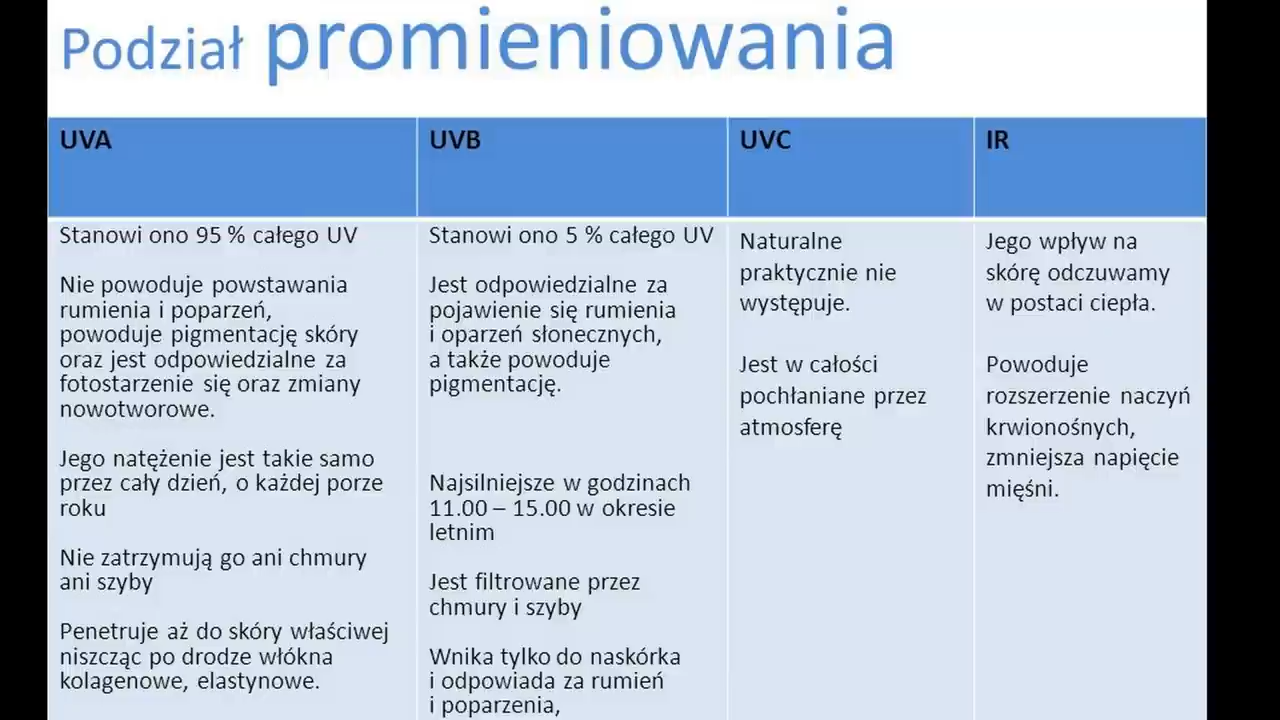 Podział promieniowania
UVA
UVB
UVC
IR
Stanowi ono 95 % całego UV
Nie powoduje powstawania
rumienia i poparzeń,
powoduje pigmentację skóry
oraz jest odpowiedzialne za
fotostarzenie się oraz zmiany
nowotworowe.
Jego natężenie jest takie samo
przez cały dzień, o każdej porze
roku
Nie zatrzymują go ani chmury
ani szyby
Penetruje aż do skóry właściwej
niszcząc po drodze włókna
kolagenowe, elastynowe.
Stanowi ono 5 % całego UV
Jest odpowiedzialne za
pojawienie się rumienia
i oparzeń słonecznych,
a także powoduje
pigmentację.
Najsilniejsze w godzinach
11.00 – 15.00 w okresie
letnim
Jest filtrowane przez
chmury i szyby
Wnika tylko do naskórka
i odpowiada za rumień
i poparzenia,
Naturalne
praktycznie nie
występuje.
Jest w całości
pochłaniane przez
atmosferę
Jego wpływ na
skórę odczuwamy
w postaci ciepła.
Powoduje
rozszerzenie naczyń
krwionośnych,
zmniejsza napięcie
mięśni.